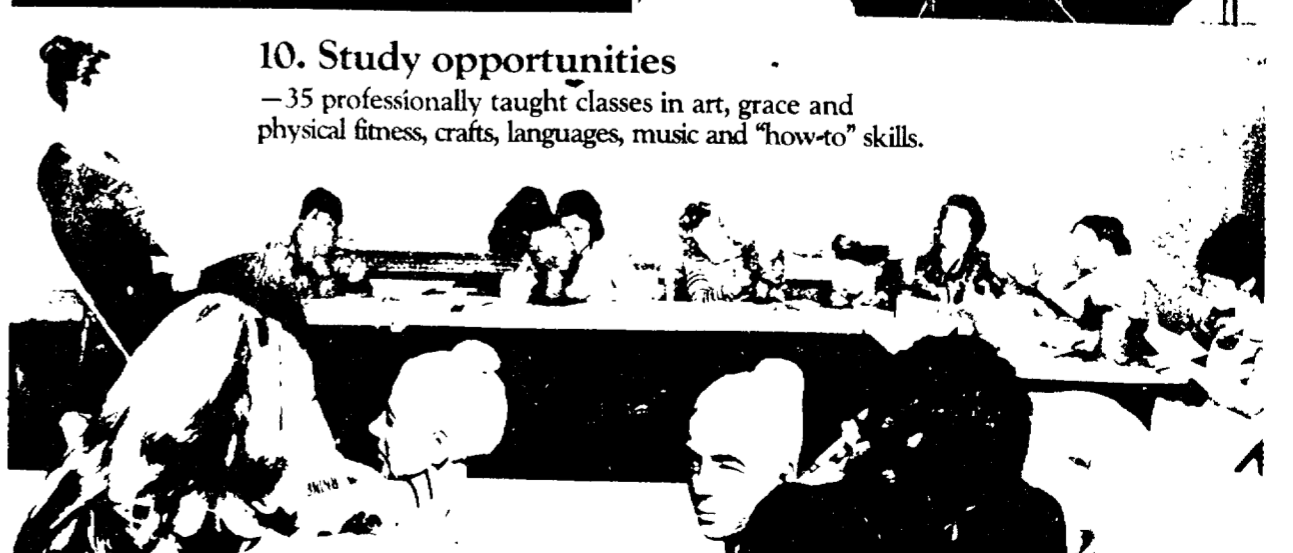 10. Study opportunities
—35 professionally taught classes in art, grace and
physical fitness, crafts, languages, music and “how-to” skills.